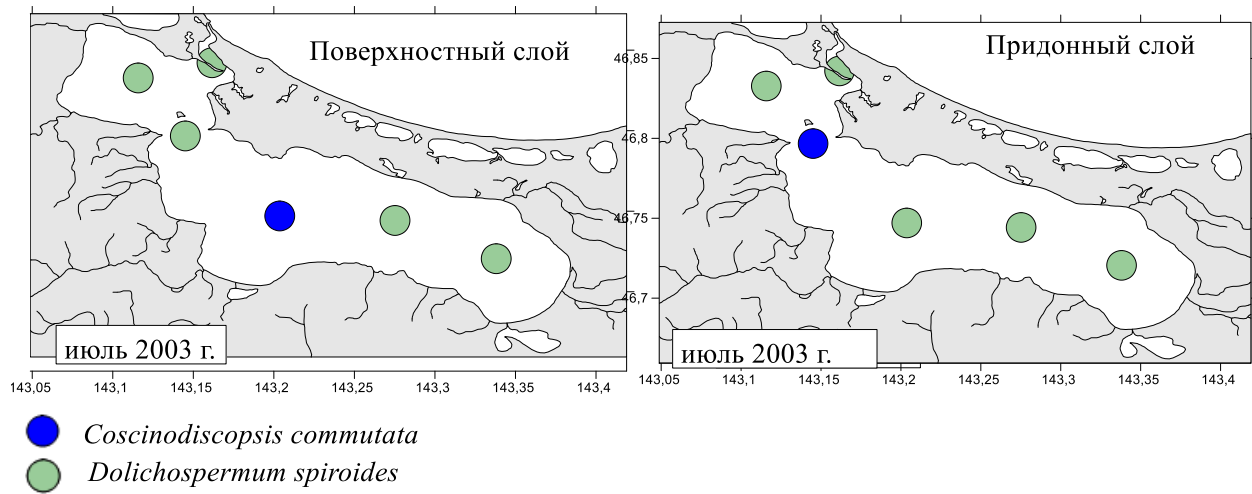 Поверхностный слой
Придонный слой
46,85
46,8
46,75
46,7
июль 2003 г.
июль 2003 г.
143,05 143,1 143,15 143,2 143,25 143,3 143,35 143,4
143,05 143,1 143,15 143,2 143,25 143,3 143,35 143,4
Coscinodiscopsis commutata
Dolichospermum spiroides